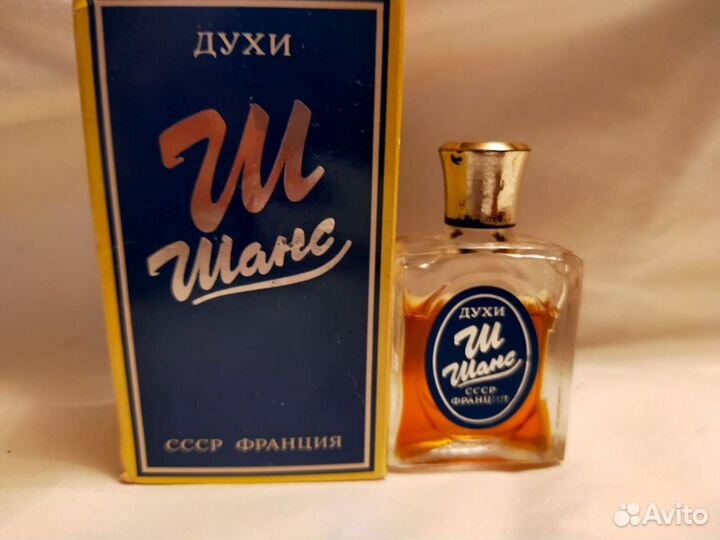 ДУХИ
Ш
Шанс
СССР ФРАНЦИЯ
ДУХИ
Ш
Шанс
СССР
ФРАНЦИЯ
Avito